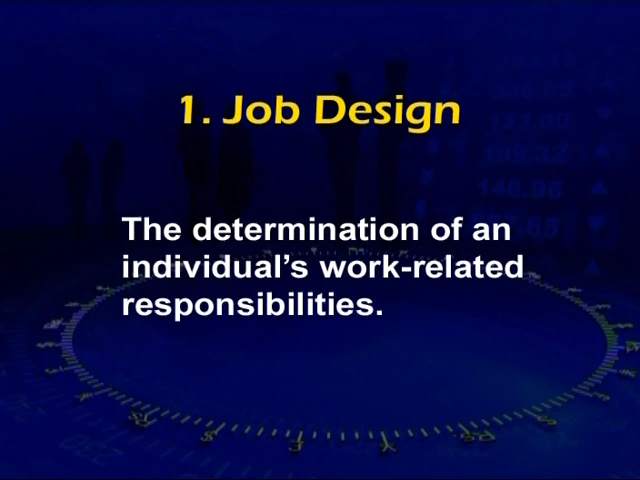 1. Job Design
The determination of an
individual’s work-related
responsibilities.